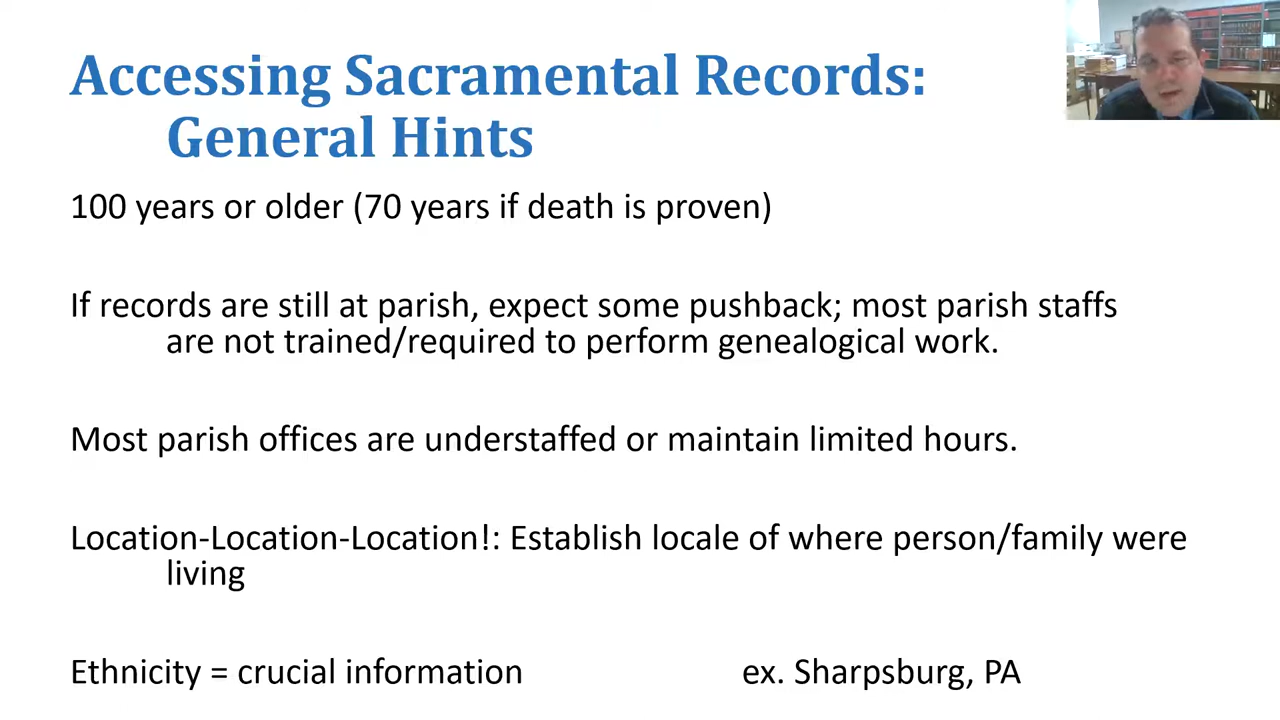 Accessing Sacramental Records:
General Hints
100 years or older (70 years if death is proven)
If records are still at parish, expect some pushback; most parish staffs
are not trained/required to perform genealogical work.
Most parish offices are understaffed or maintain limited hours.
Location-Location-Location!: Establish locale of where person/family were
living
Ethnicity = crucial information ex. Sharpsburg, PA